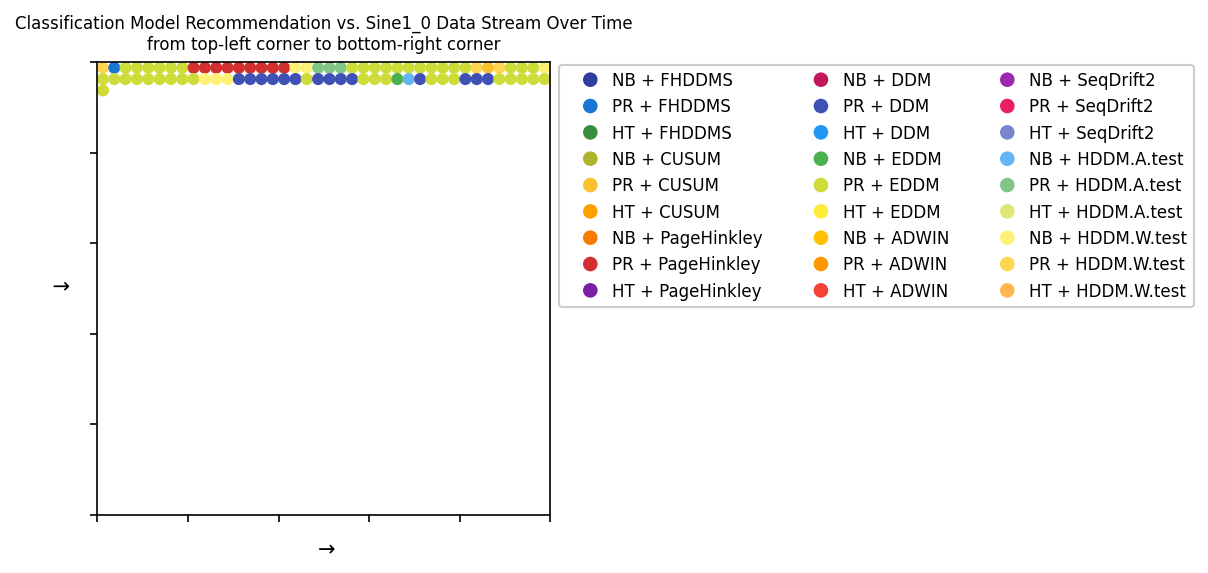 Classification Model Recommendation vs. Sine1_0 Data Stream Over Time
from top-left corner to bottom-right corner
NB + FHDDMS
PR + FHDDMS
HT + FHDDMS
NB + CUSUM
PR + CUSUM
HT + CUSUM
NB + PageHinkley
PR + PageHinkley
HT + PageHinkley
NB + DDM
PR + DDM
HT + DDM
NB + EDDM
PR + EDDM
HT + EDDM
NB + ADWIN
PR + ADWIN
HT + ADWIN
NB + SeqDrift2
PR + SeqDrift2
HT + SeqDrift2
NB + HDDM.A.test
PR + HDDM.A.test
HT + HDDM.A.test
NB + HDDM.W.test
PR + HDDM.W.test
HT + HDDM.W.test
→
→